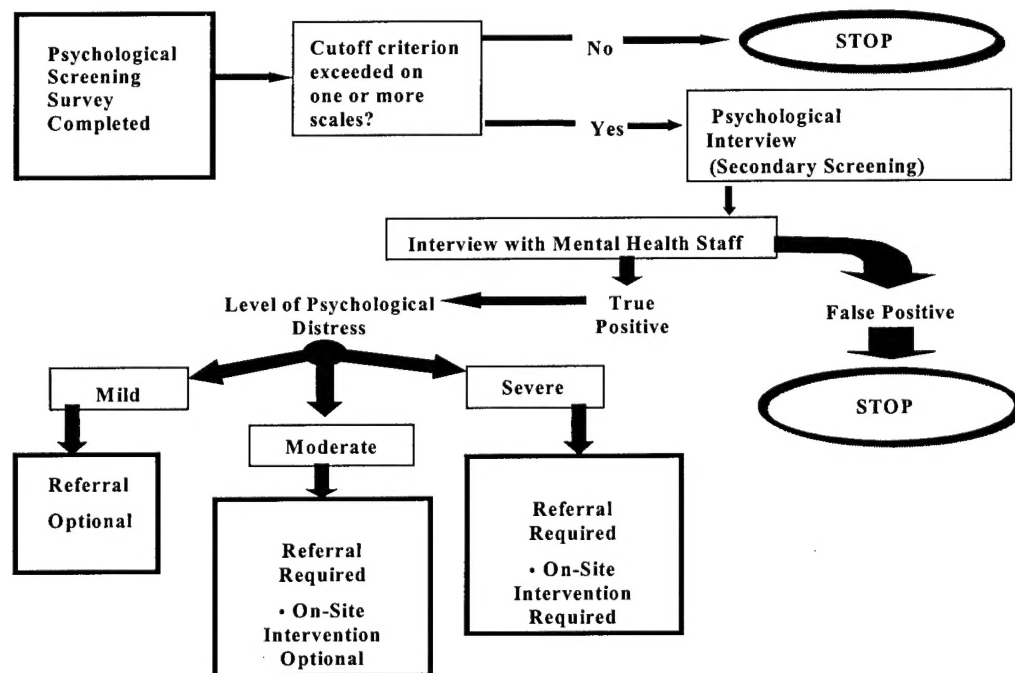 Psychological
Screening
Survey
Completed
Cutoff criterion
exceeded on
one or more
scales?
No
STOP
Yes
Psychological
Interview
(Secondary Screening)
Interview with Mental Health Staff
True
Positive
False Positive
STOP
Level of Psychological
Distress
Mild
Moderate
Severe
Referral
Optional
Referral
Required
• On-Site
Intervention
Optional
Referral
Required
• On-Site
Intervention
Required